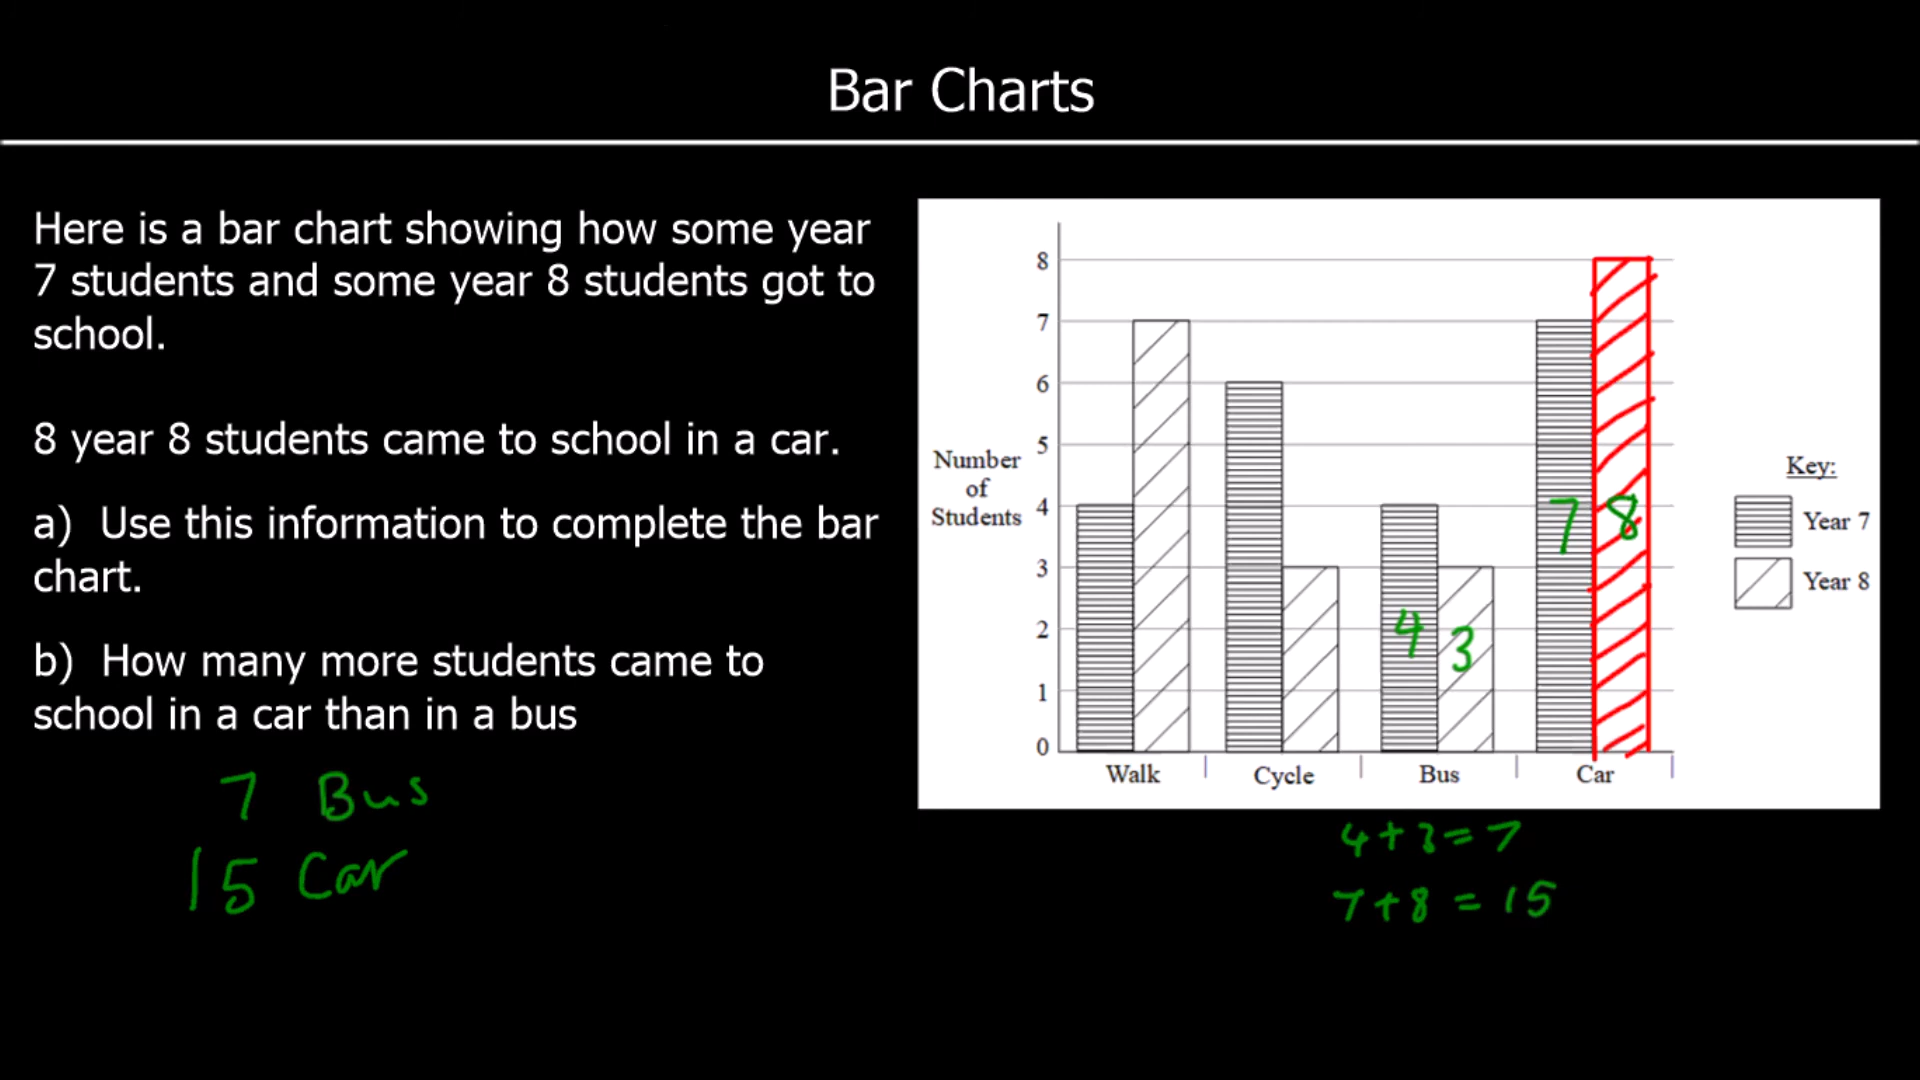 Bar Charts
Here is a bar chart showing how some year
7 students and some year 8 students got to
school.
8 year 8 students came to school in a car.
a) Use this information to complete the bar
chart.
b) How many more students came to
school in a car than in a bus
7 Bus
15 Car
8
7
6
5
4
3
2
1
0
Number
of
Students
7 8
4 3
Walk Cycle Bus Car
Key:
Year 7
Year 8
4+3=7
7+8=15